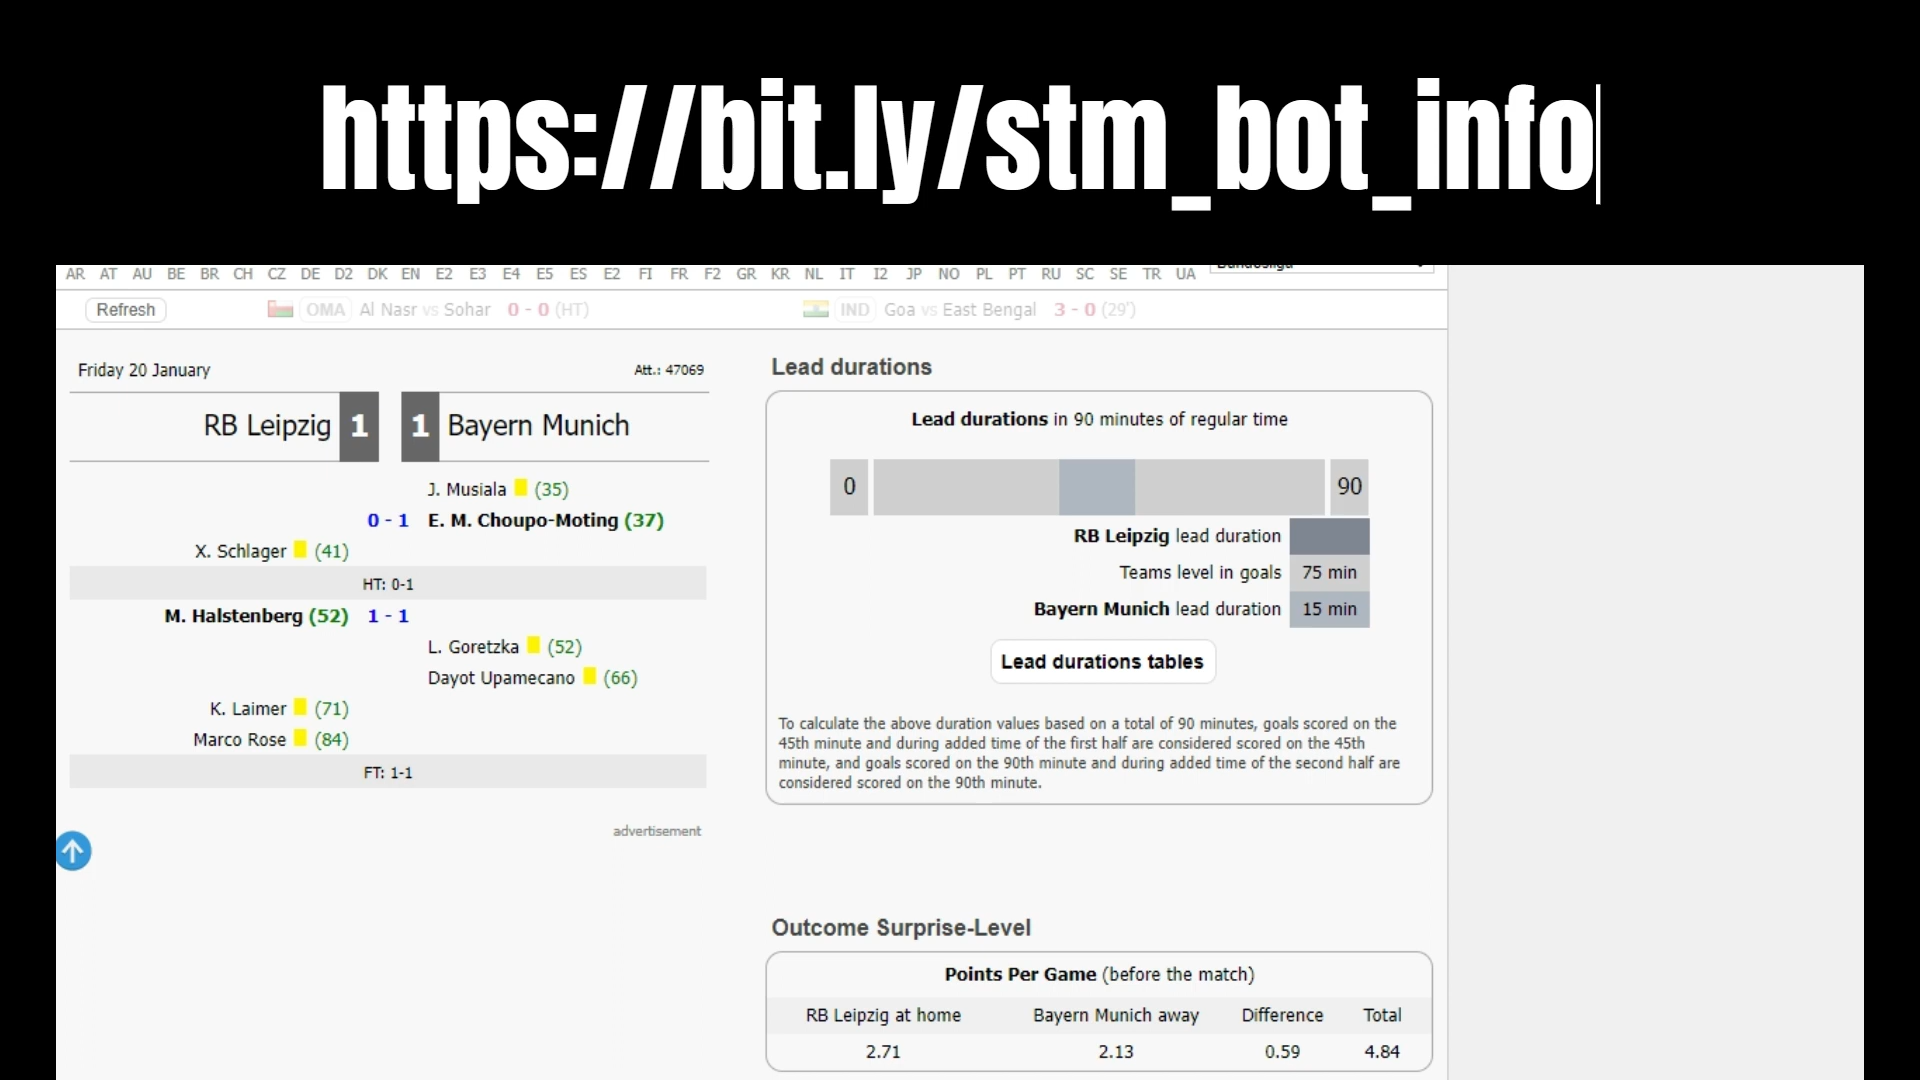 https://bit.ly/stm_bot_info
AR AT AU BE BR CH CZ DE D2 DK EN E2 E3 E4 E5 ES E2 FI FR F2 GR KR NL IT I2 JP NO PL PT RU SC SE TR UA Bundesliga
Refresh OMA Al Nasr vs Sohar 0 - 0 (HT) IND Goa vs East Bengal 3 - 0 (29')
Friday 20 January Att.: 47069
RB Leipzig 1 1 Bayern Munich
J. Musiala (35)
0 - 1 E. M. Choupo-Moting (37)
X. Schlager (41)
HT: 0-1
M. Halstenberg (52) 1 - 1
L. Goretzka (52)
Dayot Upamecano (66)
K. Laimer (71)
Marco Rose (84)
FT: 1-1
advertisement
Lead durations
Lead durations in 90 minutes of regular time
0 90
RB Leipzig lead duration
Teams level in goals 75 min
Bayern Munich lead duration 15 min
Lead durations tables
To calculate the above duration values based on a total of 90 minutes, goals scored on the
45th minute and during added time of the first half are considered scored on the 45th
minute, and goals scored on the 90th minute and during added time of the second half are
considered scored on the 90th minute.
Outcome Surprise-Level
Points Per Game (before the match)
RB Leipzig at home Bayern Munich away Difference Total
2.71 2.13 0.59 4.84